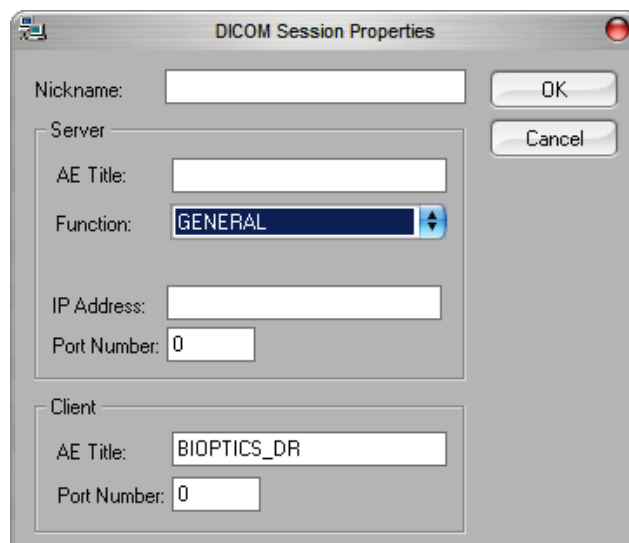 DICOM Session Properties
Nickname:
OK
Server
Cancel
AE Title:
Function: GENERAL
IP Address:
Port Number: 0
Client
AE Title: BIOPTICS_DR
Port Number: 0